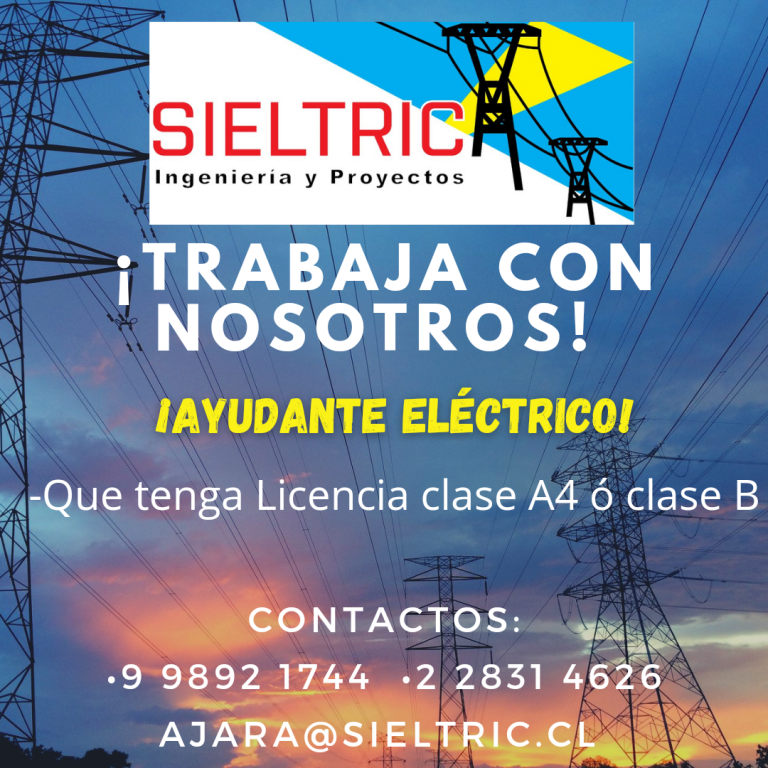 SIELTRIC
Ingeniería y Proyectos
¡TRABAJA CON
NOSOTROS!
¡AYUDANTE ELÉCTRICO!
-Que tenga Licencia clase A4 ó clase B
CONTACTOS:
•9 9892 1744 •2 2831 4626
AJARA@SIELTRIC.CL